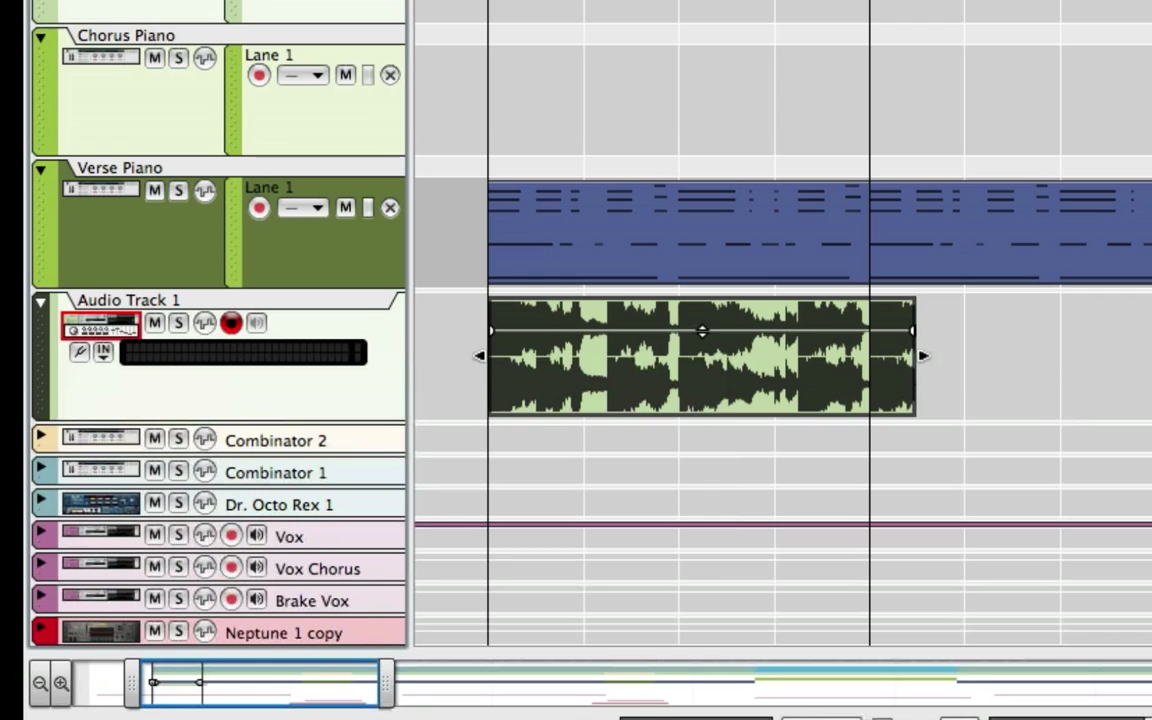 Chorus Piano
M S
Lane 1
— M
Verse Piano
M S
Lane 1
— M
Audio Track 1
M S
IN
M S Combinator 2
M S Combinator 1
M S Dr. Octo Rex 1
M S Vox
M S Vox Chorus
M S Brake Vox
M S Neptune 1 copy